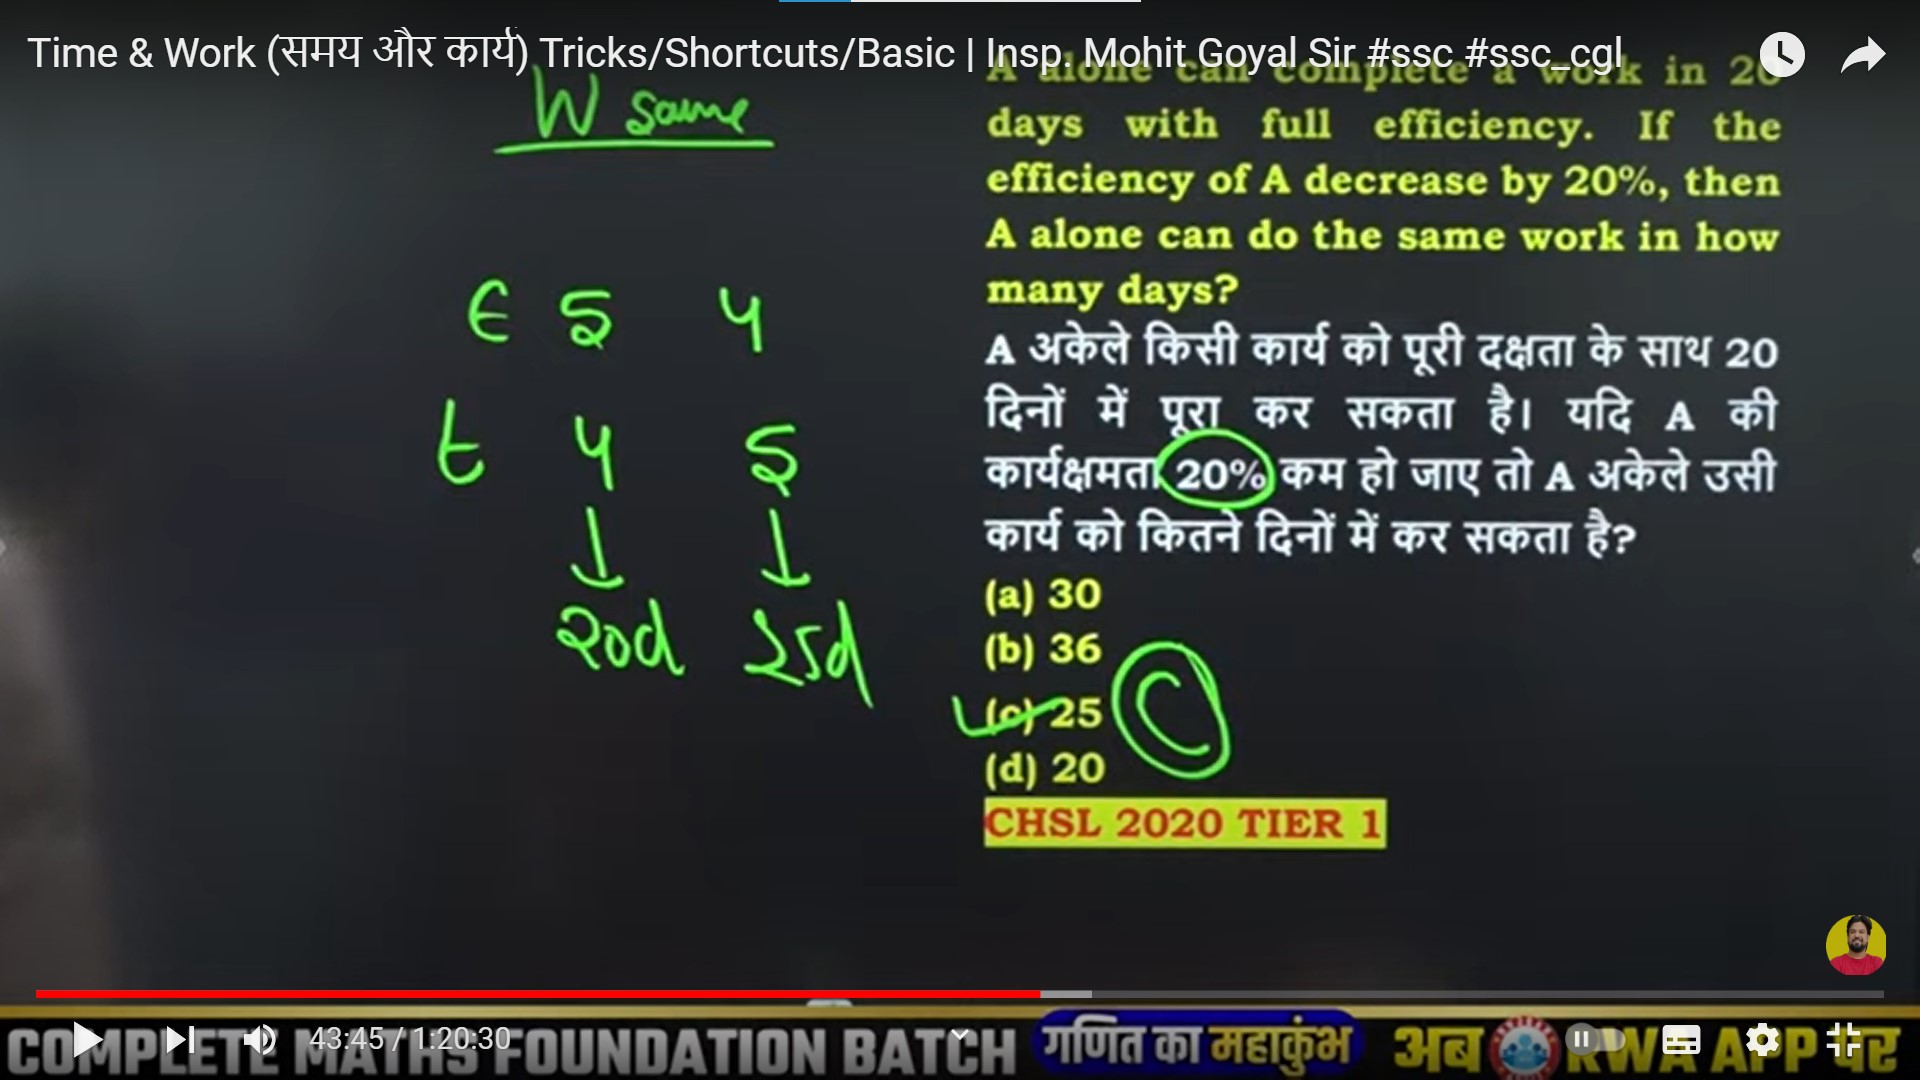 Time & Work (समय और कार्य) Tricks/Shortcuts/Basic | Insp. Mohit Goyal Sir #ssc #ssc_cgl
W same
E 5 4
t 4 5
20d 25d
A alone can complete a work in 20
days with full efficiency. If the
efficiency of A decrease by 20%, then
A alone can do the same work in how
many days?
A अकेले किसी कार्य को पूरी दक्षता के साथ 20
दिनों में पूरा कर सकता है। यदि A की
कार्यक्षमता 20% कम हो जाए तो A अकेले उसी
कार्य को कितने दिनों में कर सकता है?
(a) 30
(b) 36
(c) 25
C
(d) 20
CHSL 2020 TIER 1
43:45 / 1:20:30
COMPLETE MATHS FOUNDATION BATCH गणित का महाकुंभ अब RWA APP पर